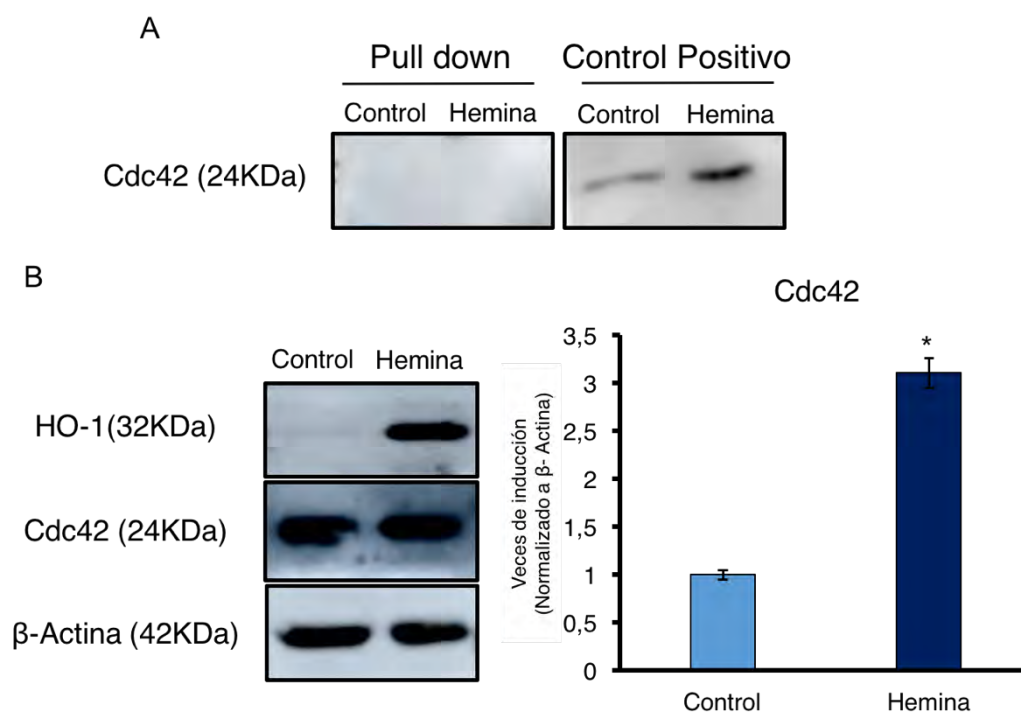 A
Pull down Control Positivo
Control Hemina Control Hemina
Cdc42 (24KDa)
B
Control Hemina
HO-1(32KDa)
Cdc42 (24KDa)
β-Actina (42KDa)
Cdc42
Veces de inducción
(Normalizado a β- Actina)
3,5
3
2,5
2
1,5
1
0,5
0
*
Control Hemina